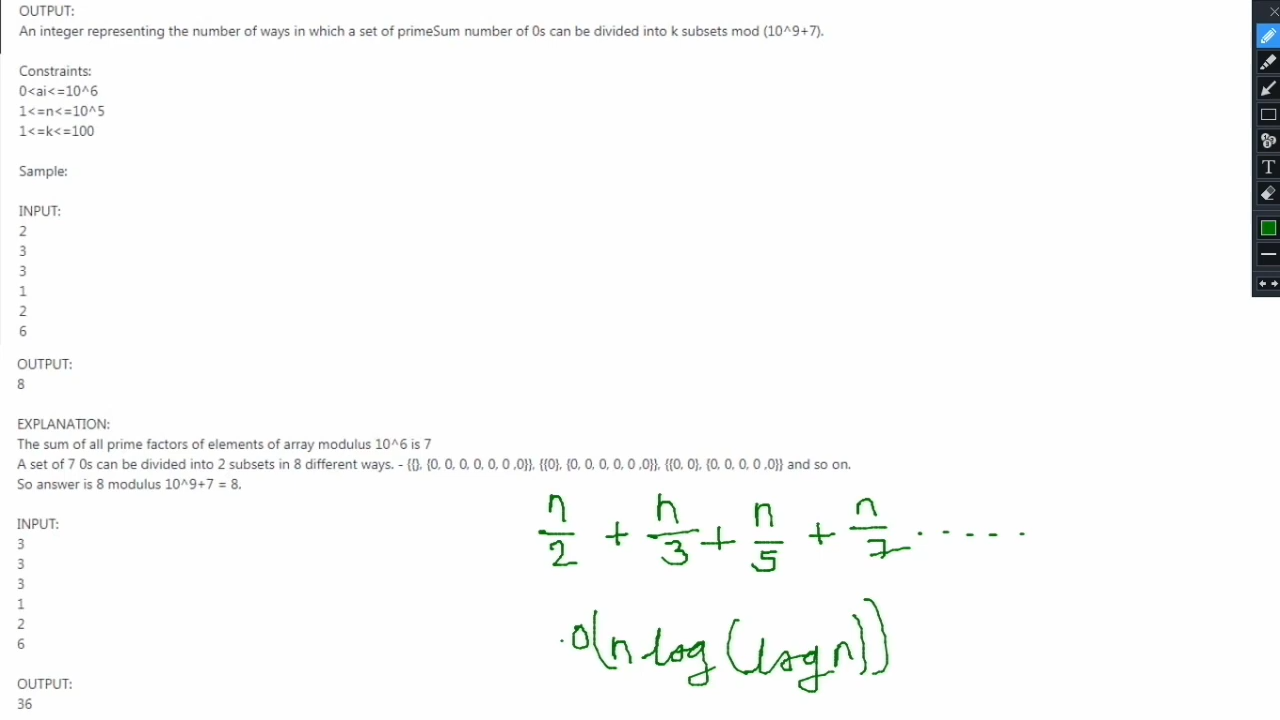 OUTPUT:
An integer representing the number of ways in which a set of primeSum number of 0s can be divided into k subsets mod (10^9+7).
Constraints:
0<ai<=10^6
1<=n<=10^5
1<=k<=100
Sample:
INPUT:
2
3
3
1
2
6
OUTPUT:
8
EXPLANATION:
The sum of all prime factors of elements of array modulus 10^6 is 7
A set of 7 0s can be divided into 2 subsets in 8 different ways. - {{}, {0, 0, 0, 0, 0, 0 ,0}}, {{0}, {0, 0, 0, 0, 0 ,0}}, {{0, 0}, {0, 0, 0, 0 ,0}} and so on.
So answer is 8 modulus 10^9+7 = 8.
INPUT:
3
3
3
1
2
6
OUTPUT:
36
n/2 + n/3 + n/5 + n/7 ......
O(n log(log n))
T